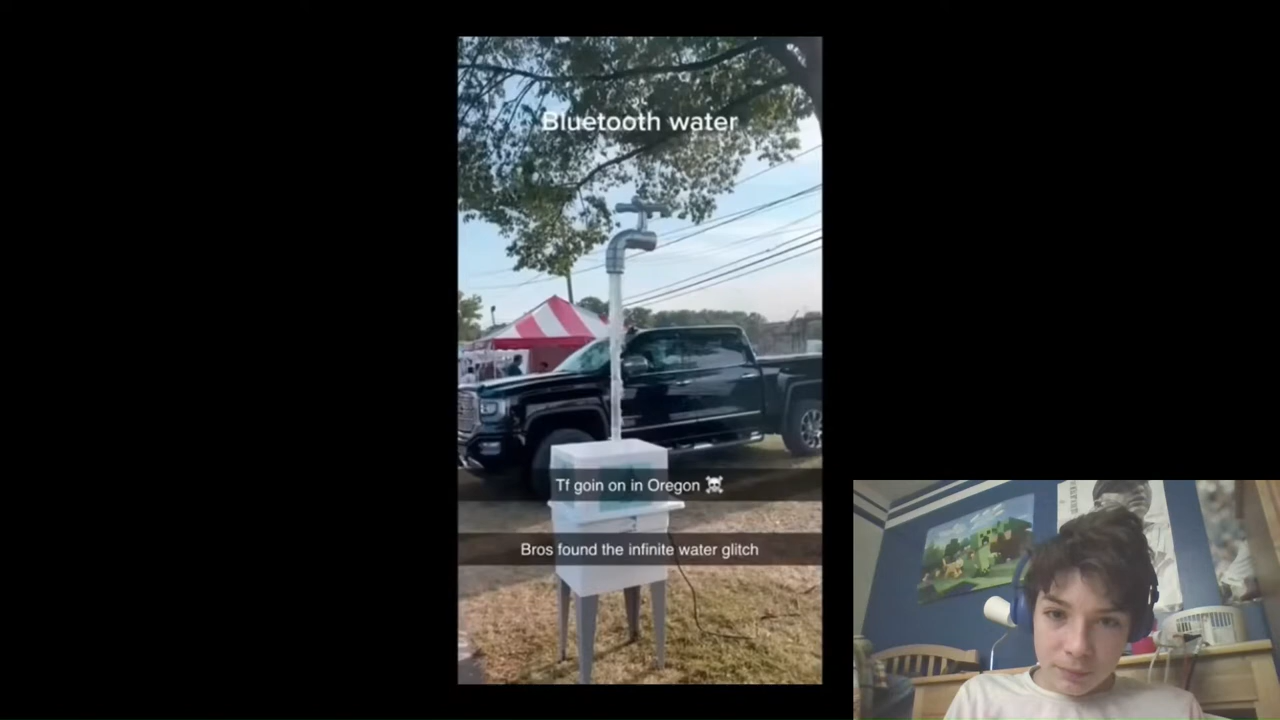 Bluetooth water
Tf goin on in Oregon ☠️
Bros found the infinite water glitch